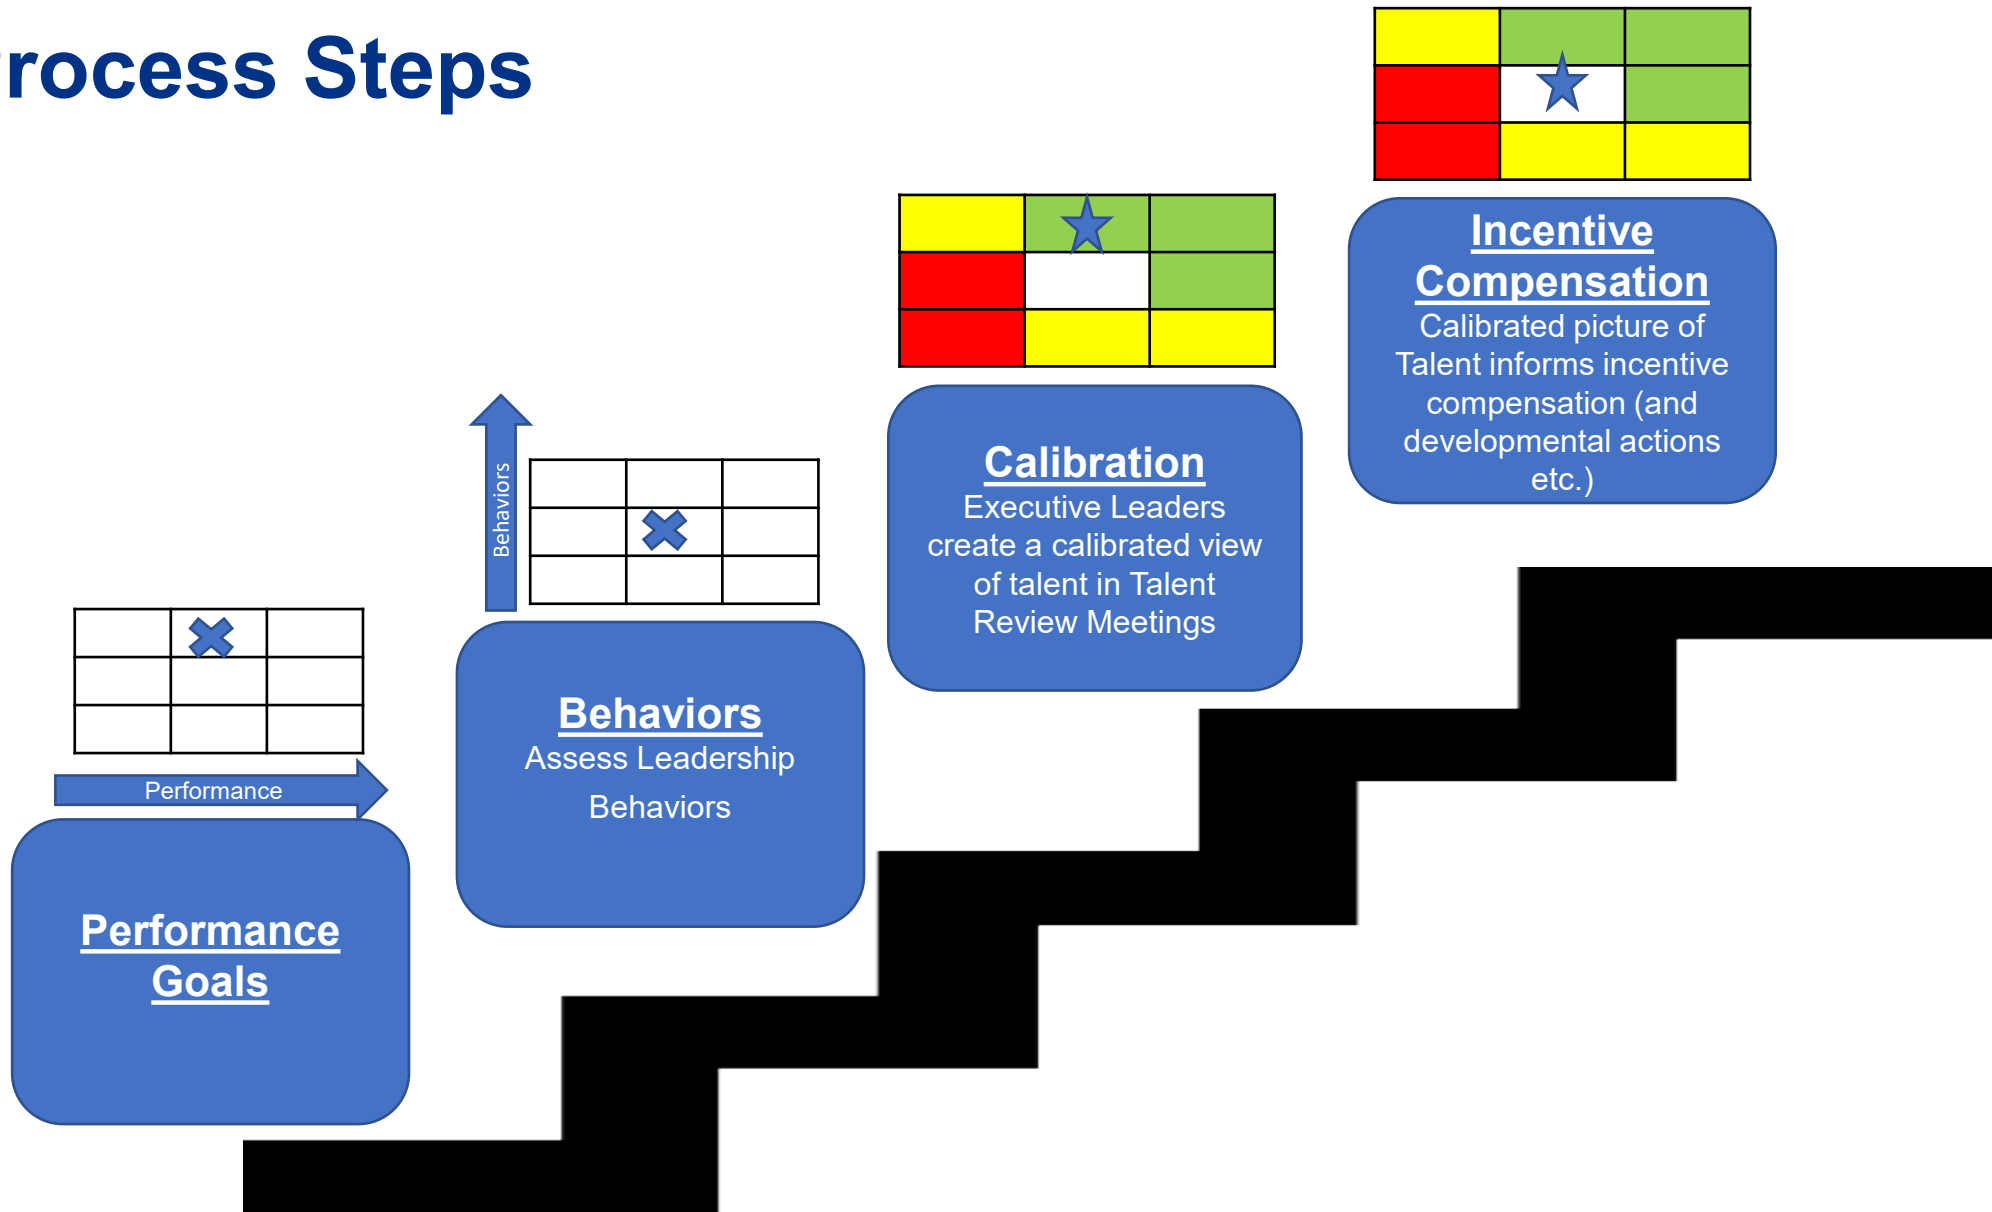 rocess Steps
Incentive
Compensation
Calibrated picture of
Talent informs incentive
compensation (and
developmental actions
etc.)
Calibration
Executive Leaders
create a calibrated view
of talent in Talent
Review Meetings
Behaviors
Behaviors
Assess Leadership
Behaviors
Performance
Performance
Goals